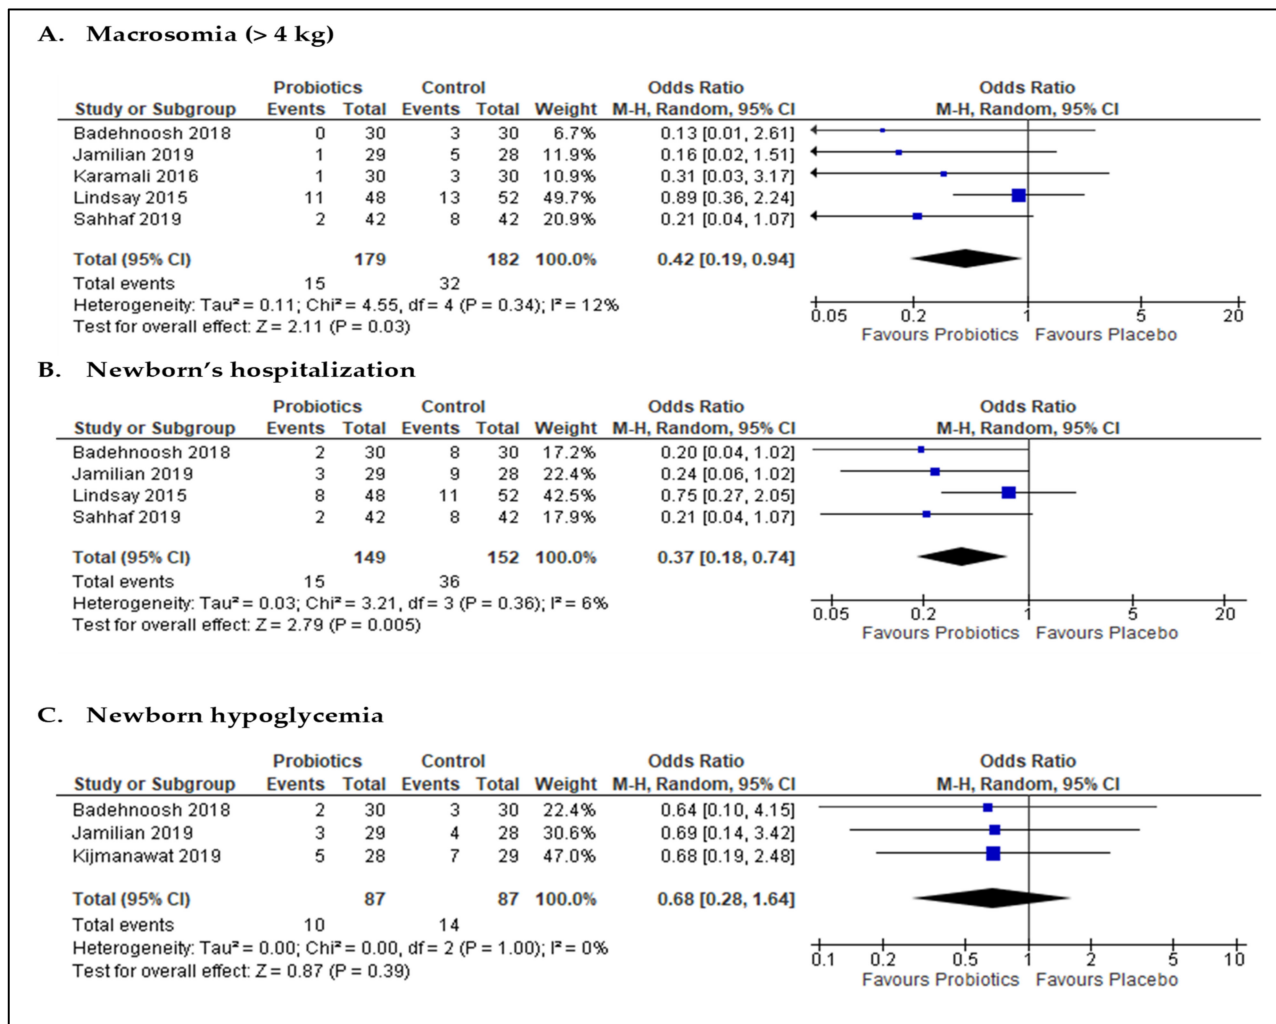 A. Macrosomia (> 4 kg)
Probiotics Control Odds Ratio Odds Ratio
Study or Subgroup Events Total Events Total Weight M-H, Random, 95% CI M-H, Random, 95% CI
Badehnoosh 2018 0 30 3 30 6.7% 0.13 [0.01, 2.61]
Jamilian 2019 1 29 5 28 11.9% 0.16 [0.02, 1.51]
Karamali 2016 1 30 3 30 10.9% 0.31 [0.03, 3.17]
Lindsay 2015 11 48 13 52 49.7% 0.89 [0.36, 2.24]
Sahhaf 2019 2 42 8 42 20.9% 0.21 [0.04, 1.07]
Total (95% CI) 179 182 100.0% 0.42 [0.19, 0.94]
Total events 15 32
Heterogeneity: Tau² = 0.11; Chi² = 4.55, df = 4 (P = 0.34); I² = 12%
Test for overall effect: Z = 2.11 (P = 0.03)
0.05 0.2 1 5 20
Favours Probiotics Favours Placebo
B. Newborn’s hospitalization
Probiotics Control Odds Ratio Odds Ratio
Study or Subgroup Events Total Events Total Weight M-H, Random, 95% CI M-H, Random, 95% CI
Badehnoosh 2018 2 30 8 30 17.2% 0.20 [0.04, 1.02]
Jamilian 2019 3 29 9 28 22.4% 0.24 [0.06, 1.02]
Lindsay 2015 8 48 11 52 42.5% 0.75 [0.27, 2.05]
Sahhaf 2019 2 42 8 42 17.9% 0.21 [0.04, 1.07]
Total (95% CI) 149 152 100.0% 0.37 [0.18, 0.74]
Total events 15 36
Heterogeneity: Tau² = 0.03; Chi² = 3.21, df = 3 (P = 0.36); I² = 6%
Test for overall effect: Z = 2.79 (P = 0.005)
0.05 0.2 1 5 20
Favours Probiotics Favours Placebo
C. Newborn hypoglycemia
Probiotics Control Odds Ratio Odds Ratio
Study or Subgroup Events Total Events Total Weight M-H, Random, 95% CI M-H, Random, 95% CI
Badehnoosh 2018 2 30 3 30 22.4% 0.64 [0.10, 4.15]
Jamilian 2019 3 29 4 28 30.6% 0.69 [0.14, 3.42]
Kijmanawat 2019 5 28 7 29 47.0% 0.68 [0.19, 2.48]
Total (95% CI) 87 87 100.0% 0.68 [0.28, 1.64]
Total events 10 14
Heterogeneity: Tau² = 0.00; Chi² = 0.00, df = 2 (P = 1.00); I² = 0%
Test for overall effect: Z = 0.87 (P = 0.39)
0.1 0.2 0.5 1 2 5 10
Favours Probiotics Favours Placebo